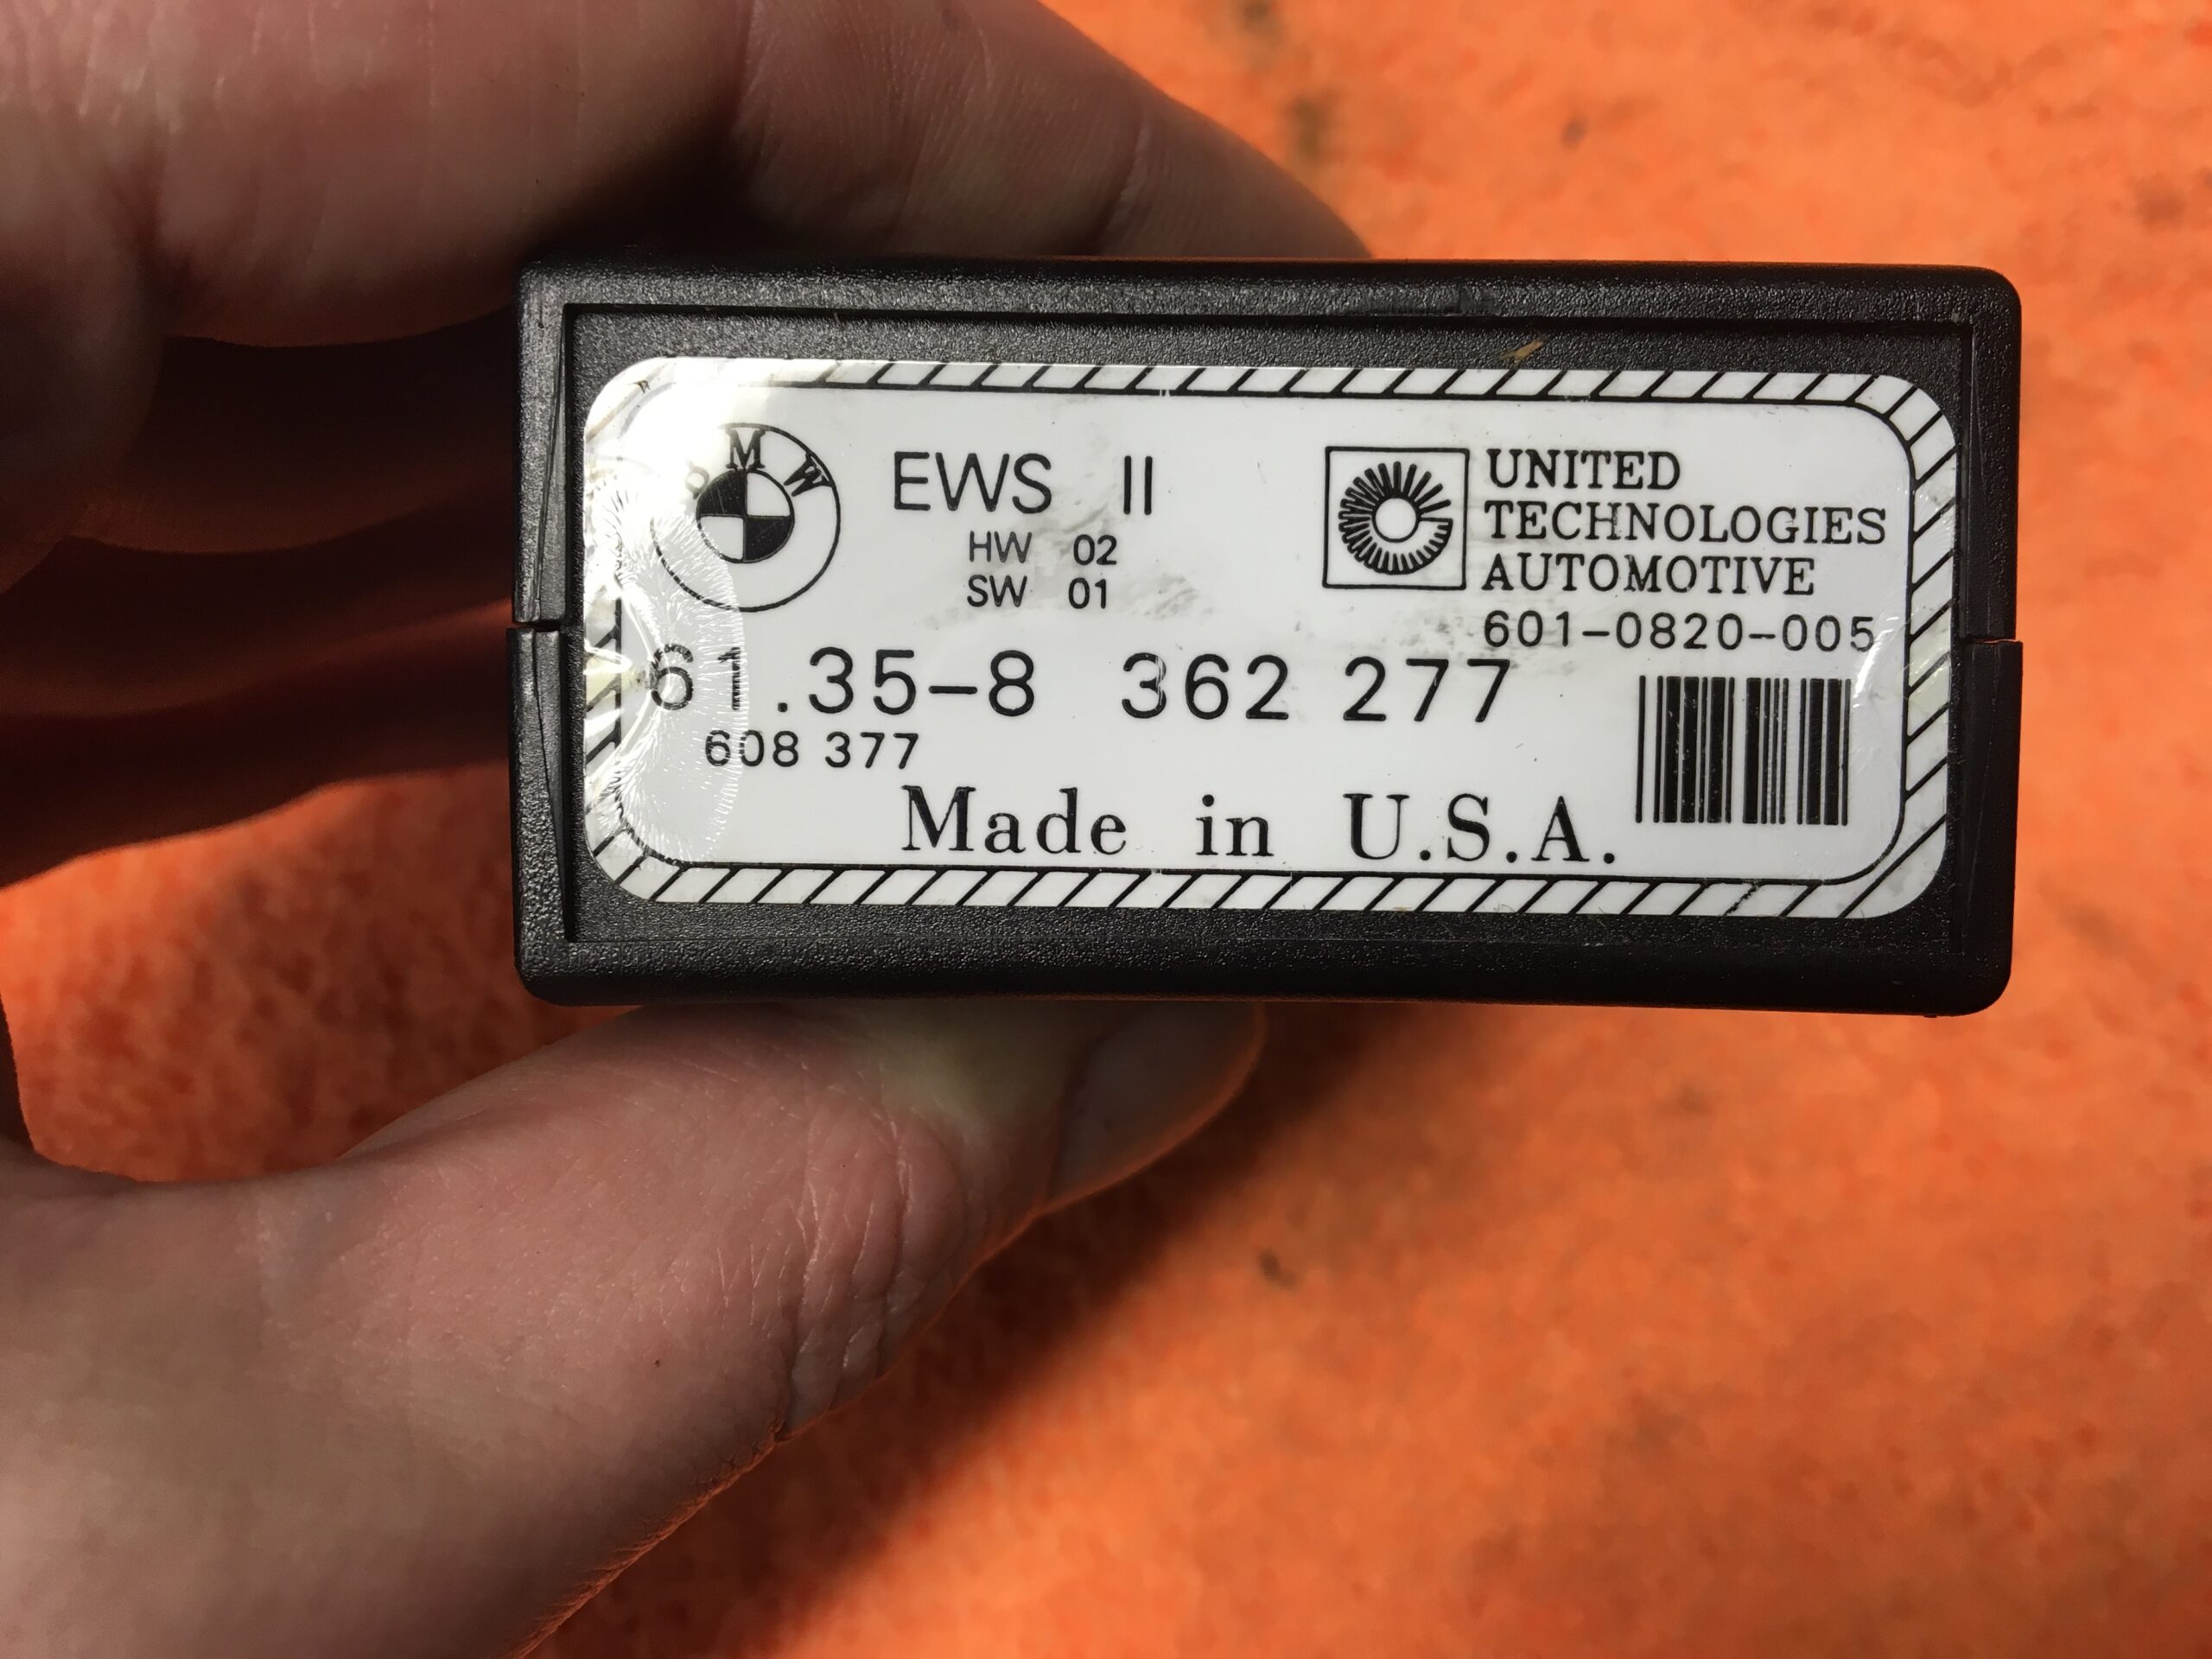 BMW
EWS II
HW 02
SW 01
UNITED
TECHNOLOGIES
AUTOMOTIVE
601-0820-005
61.35-8 362 277
608 377
Made in U.S.A.